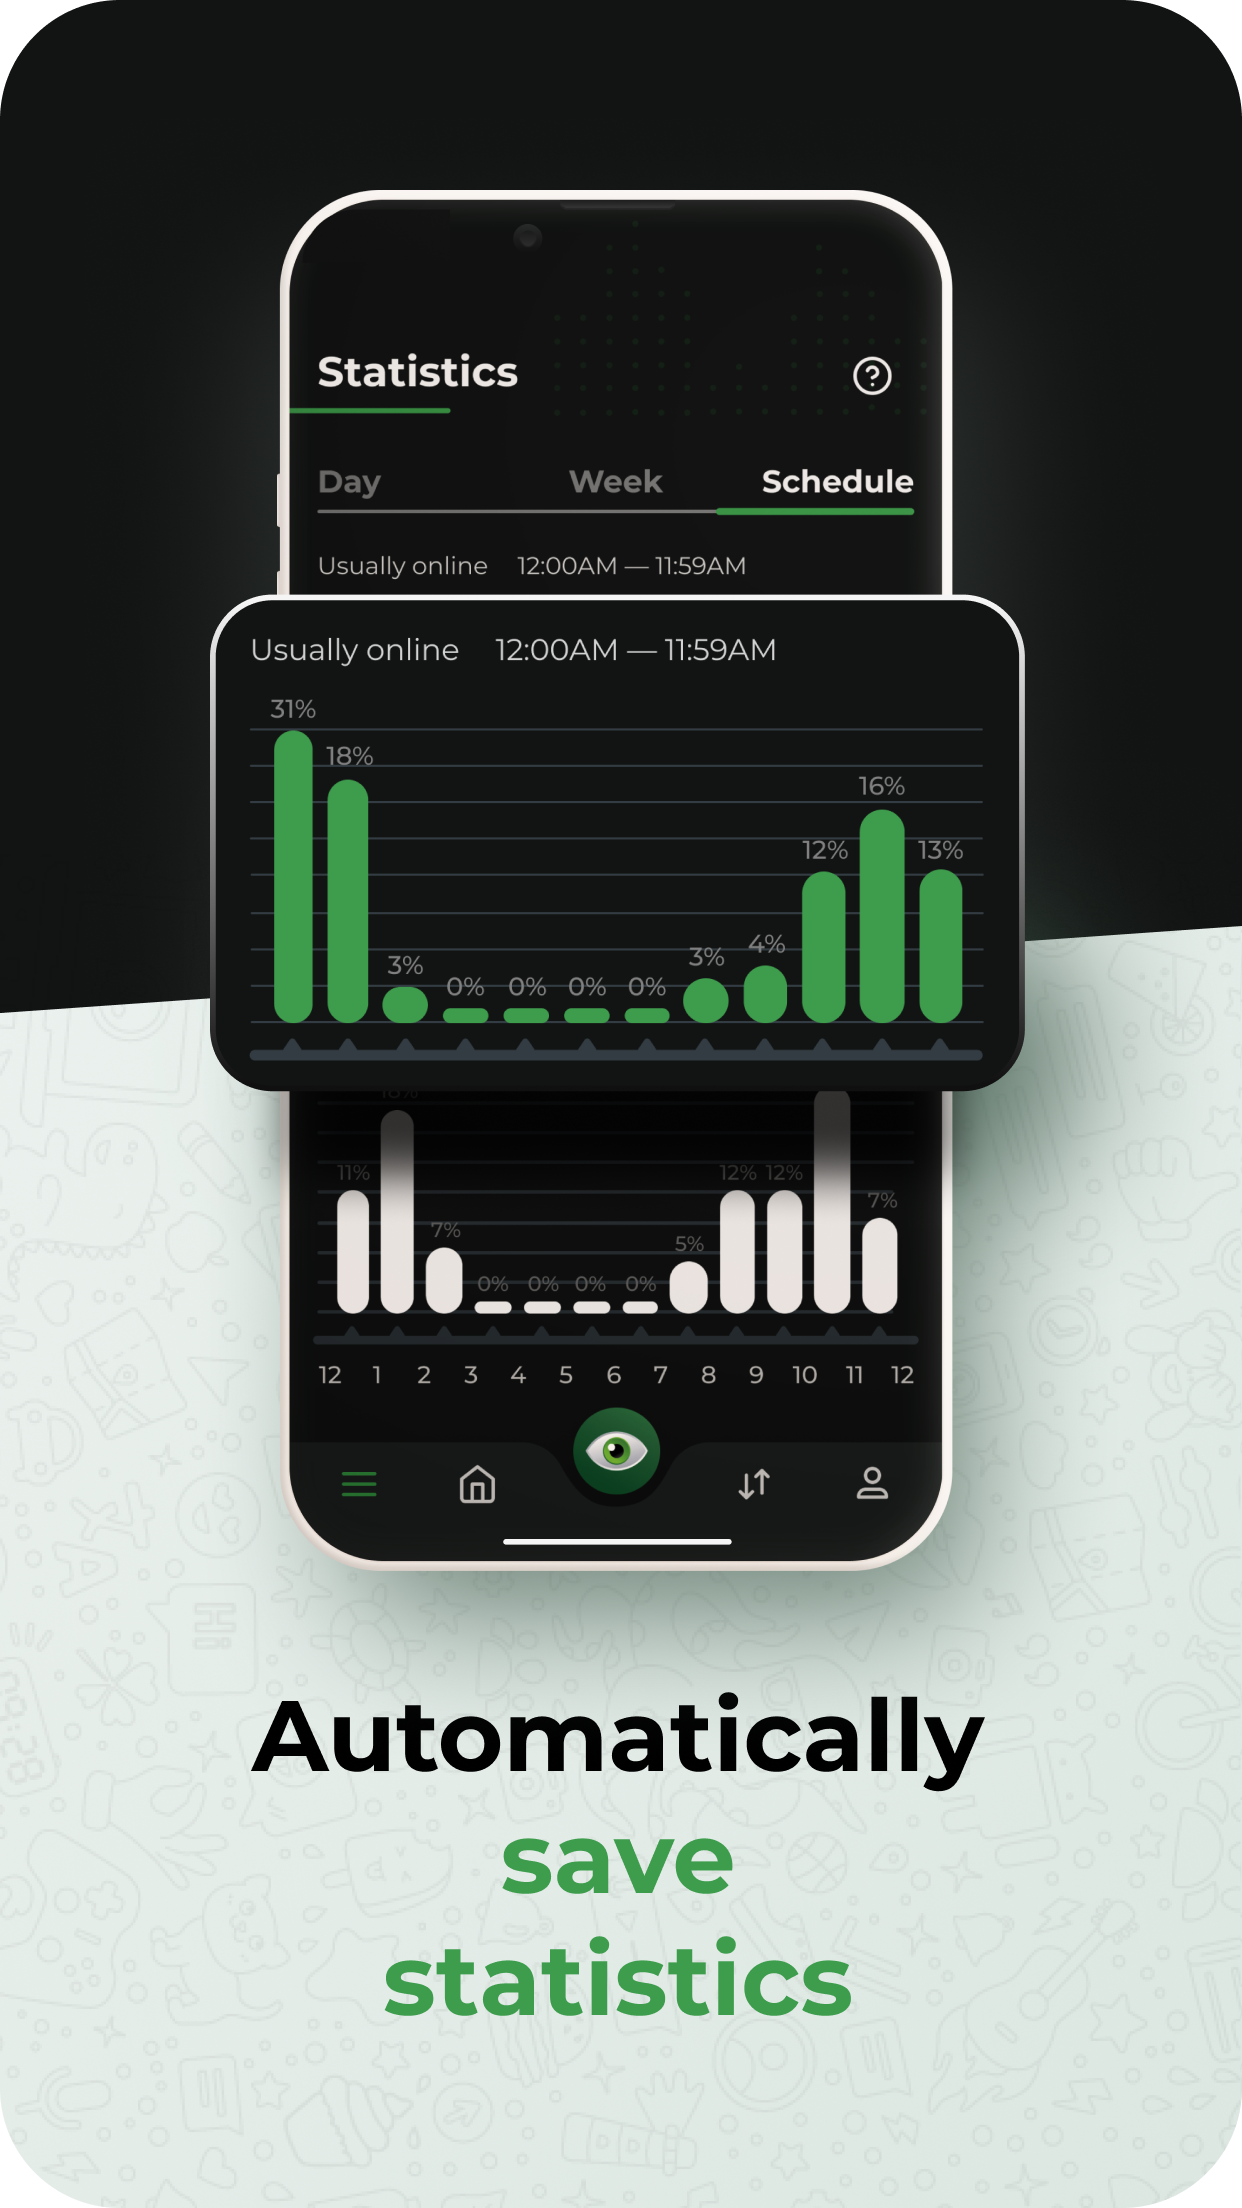 Statistics
Day Week Schedule
Usually online 12:00AM — 11:59AM
Usually online 12:00AM — 11:59AM
31%
18%
16%
12% 13%
3% 0% 0% 0% 0% 3% 4%
18%
11% 12% 12%
7% 5% 7%
0% 0% 0% 0%
12 1 2 3 4 5 6 7 8 9 10 11 12
Automatically
save
statistics